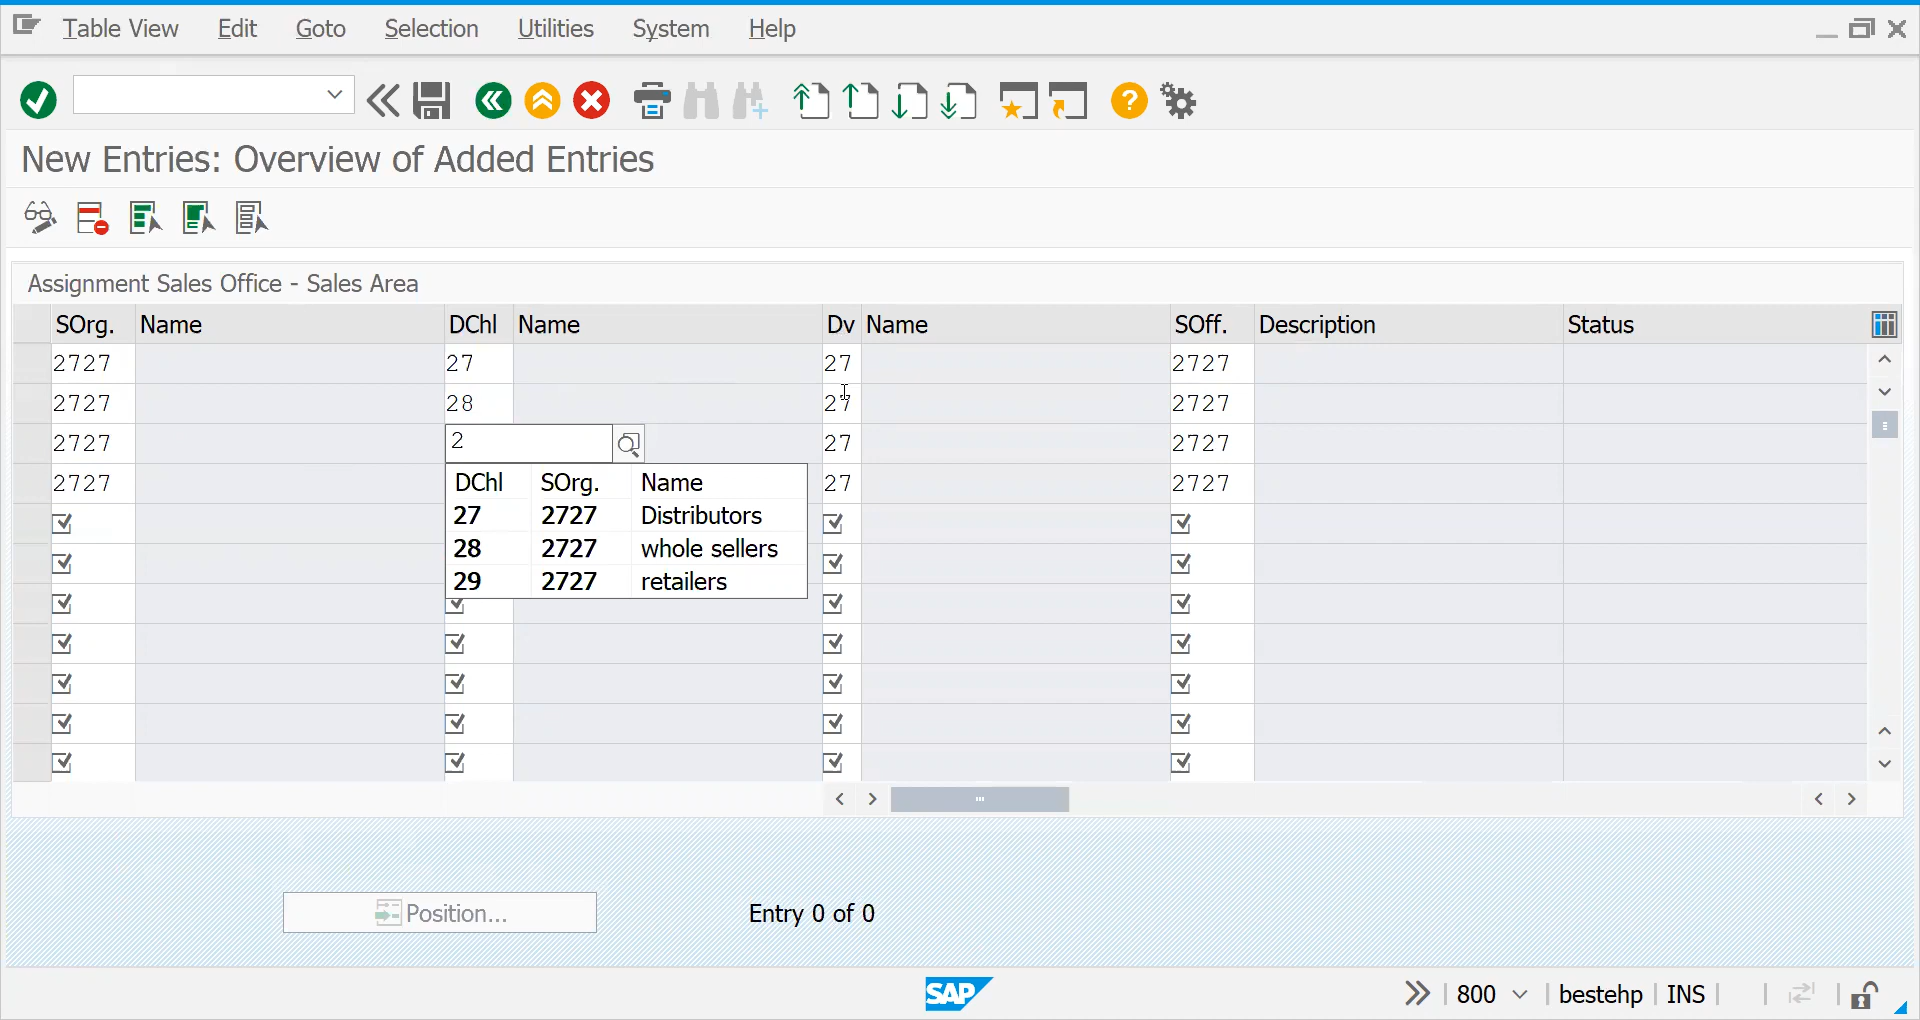 Table View Edit Goto Selection Utilities System Help
New Entries: Overview of Added Entries
Assignment Sales Office - Sales Area
SOrg. Name DChl Name Dv Name SOff. Description Status
2727 27 27 2727
2727 28 27 2727
2727 2 27 2727
2727 27 2727
DChl SOrg. Name
27 2727 Distributors
28 2727 whole sellers
29 2727 retailers
Position... Entry 0 of 0
SAP 800 bestehp INS